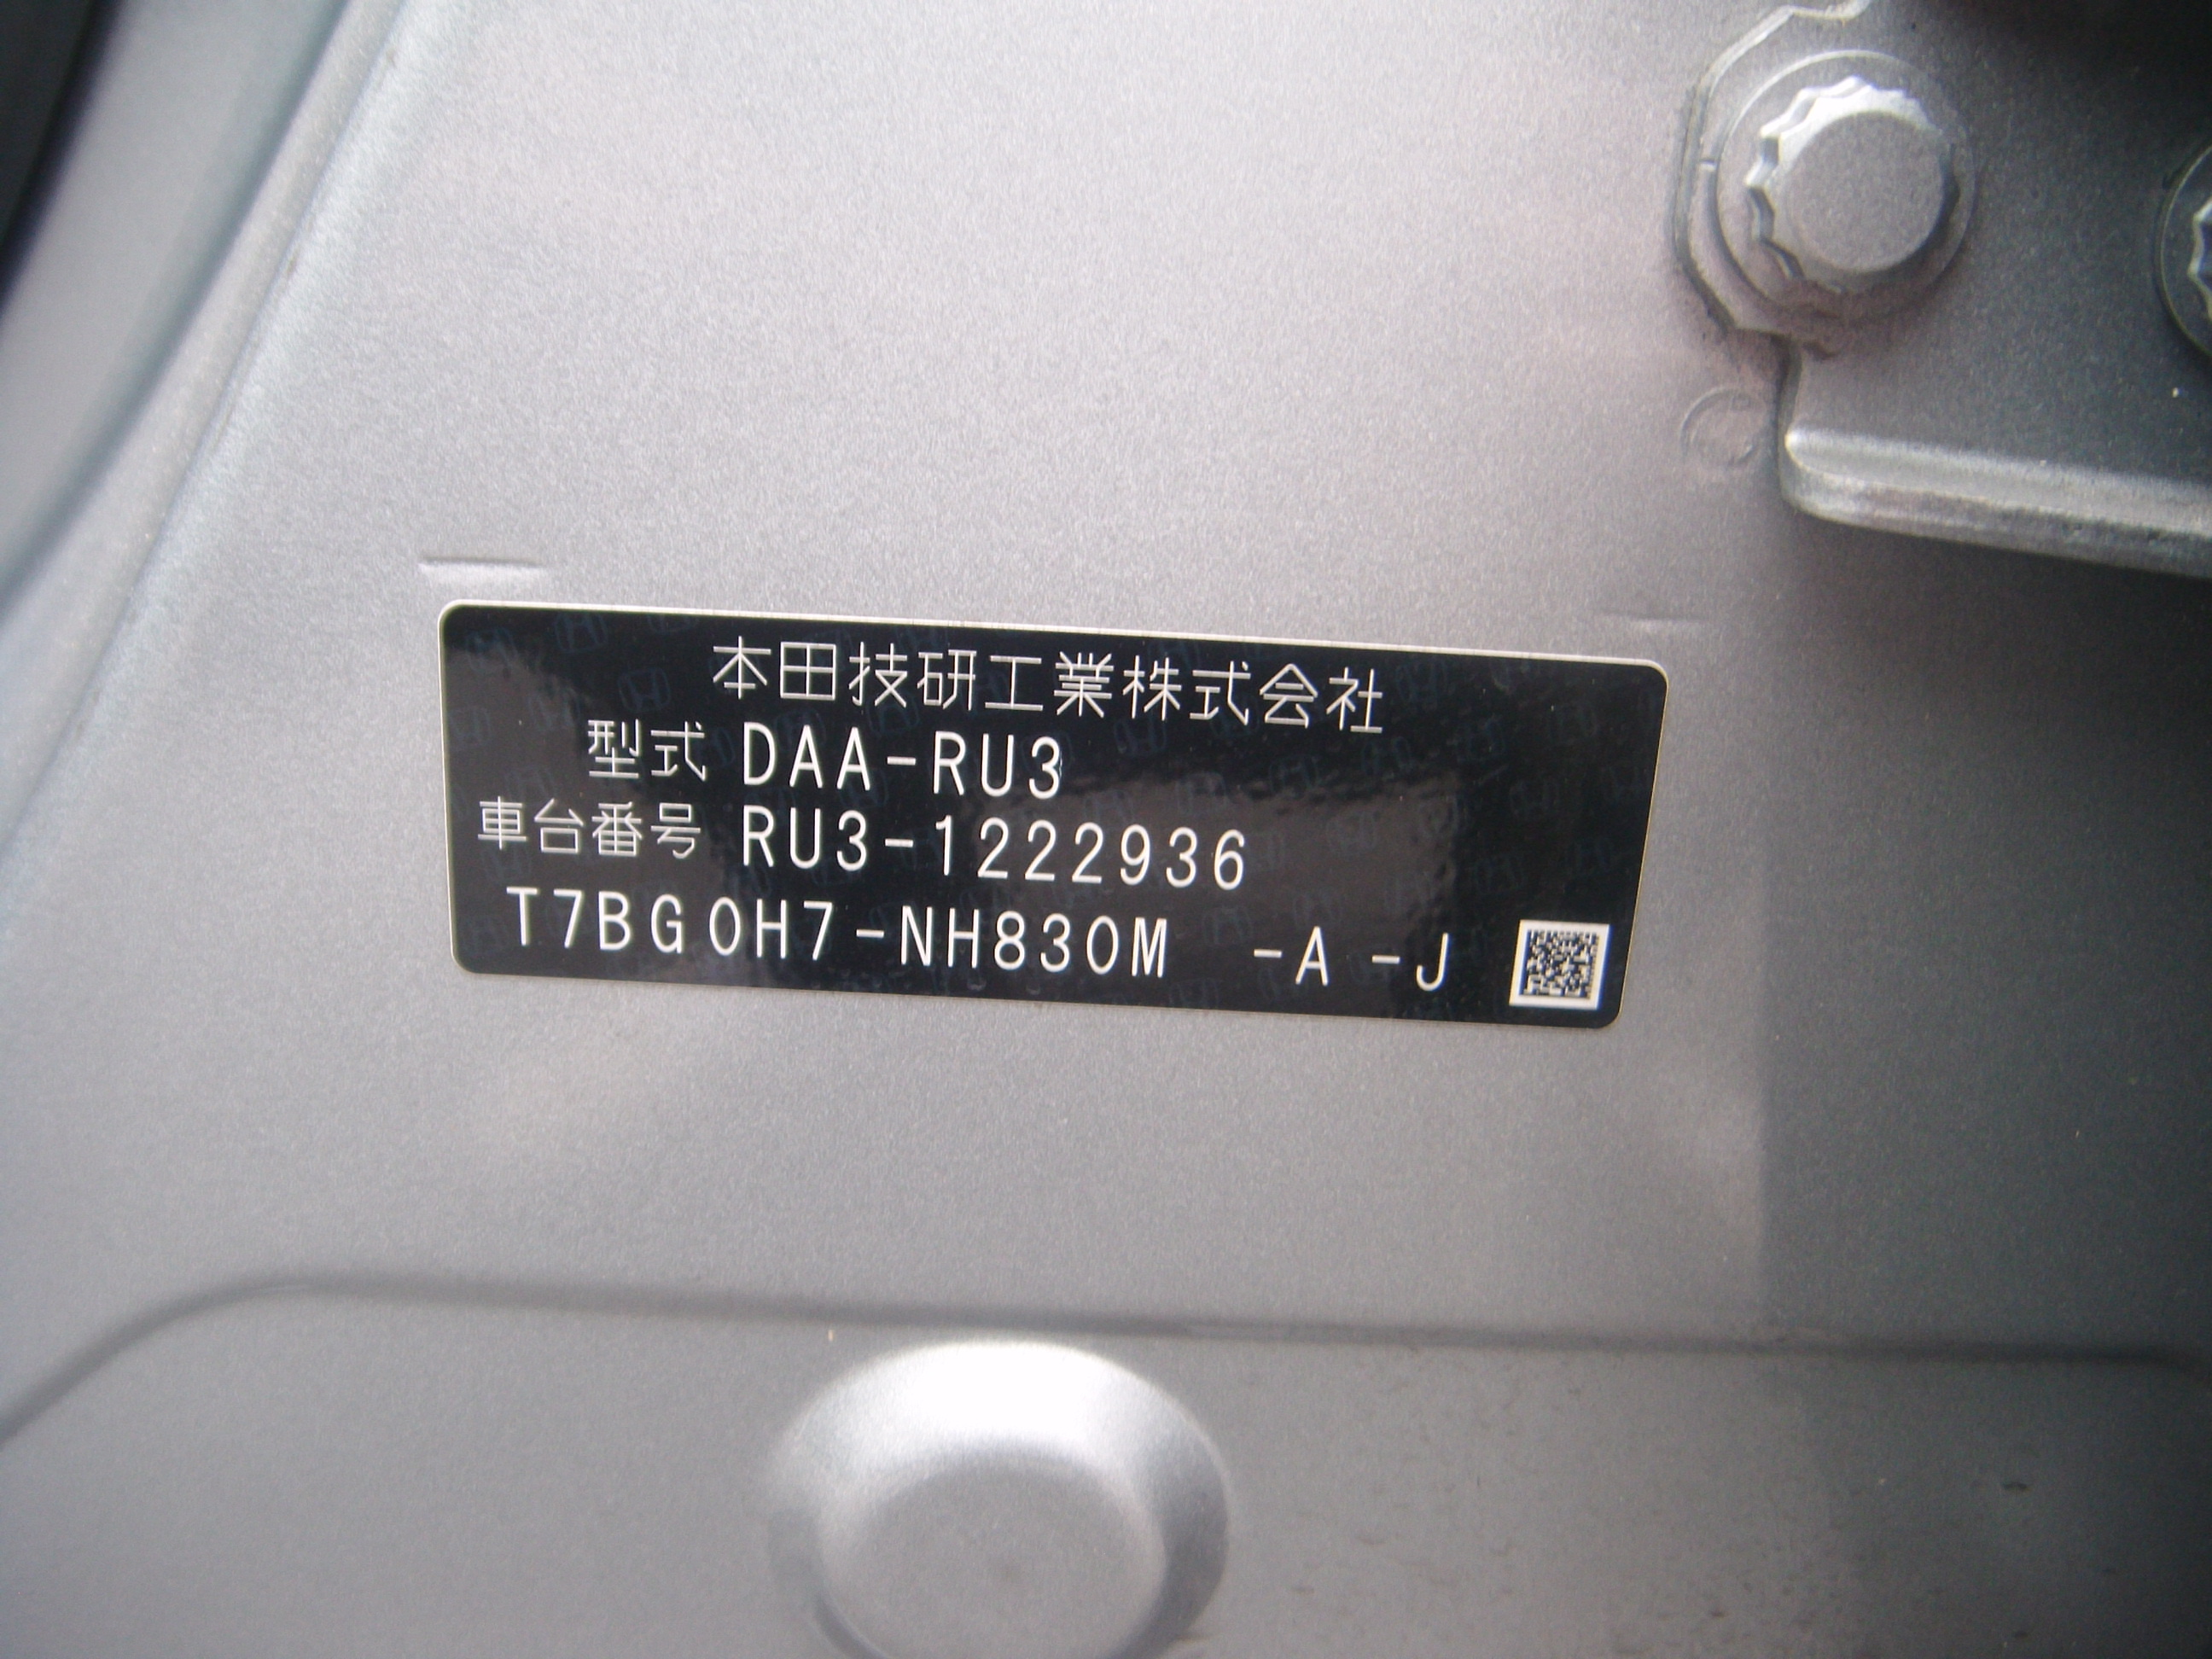 本田技研工業株式会社
型式 DAA-RU3
車台番号 RU3-1222936
T7BG0H7-NH830M -A -J